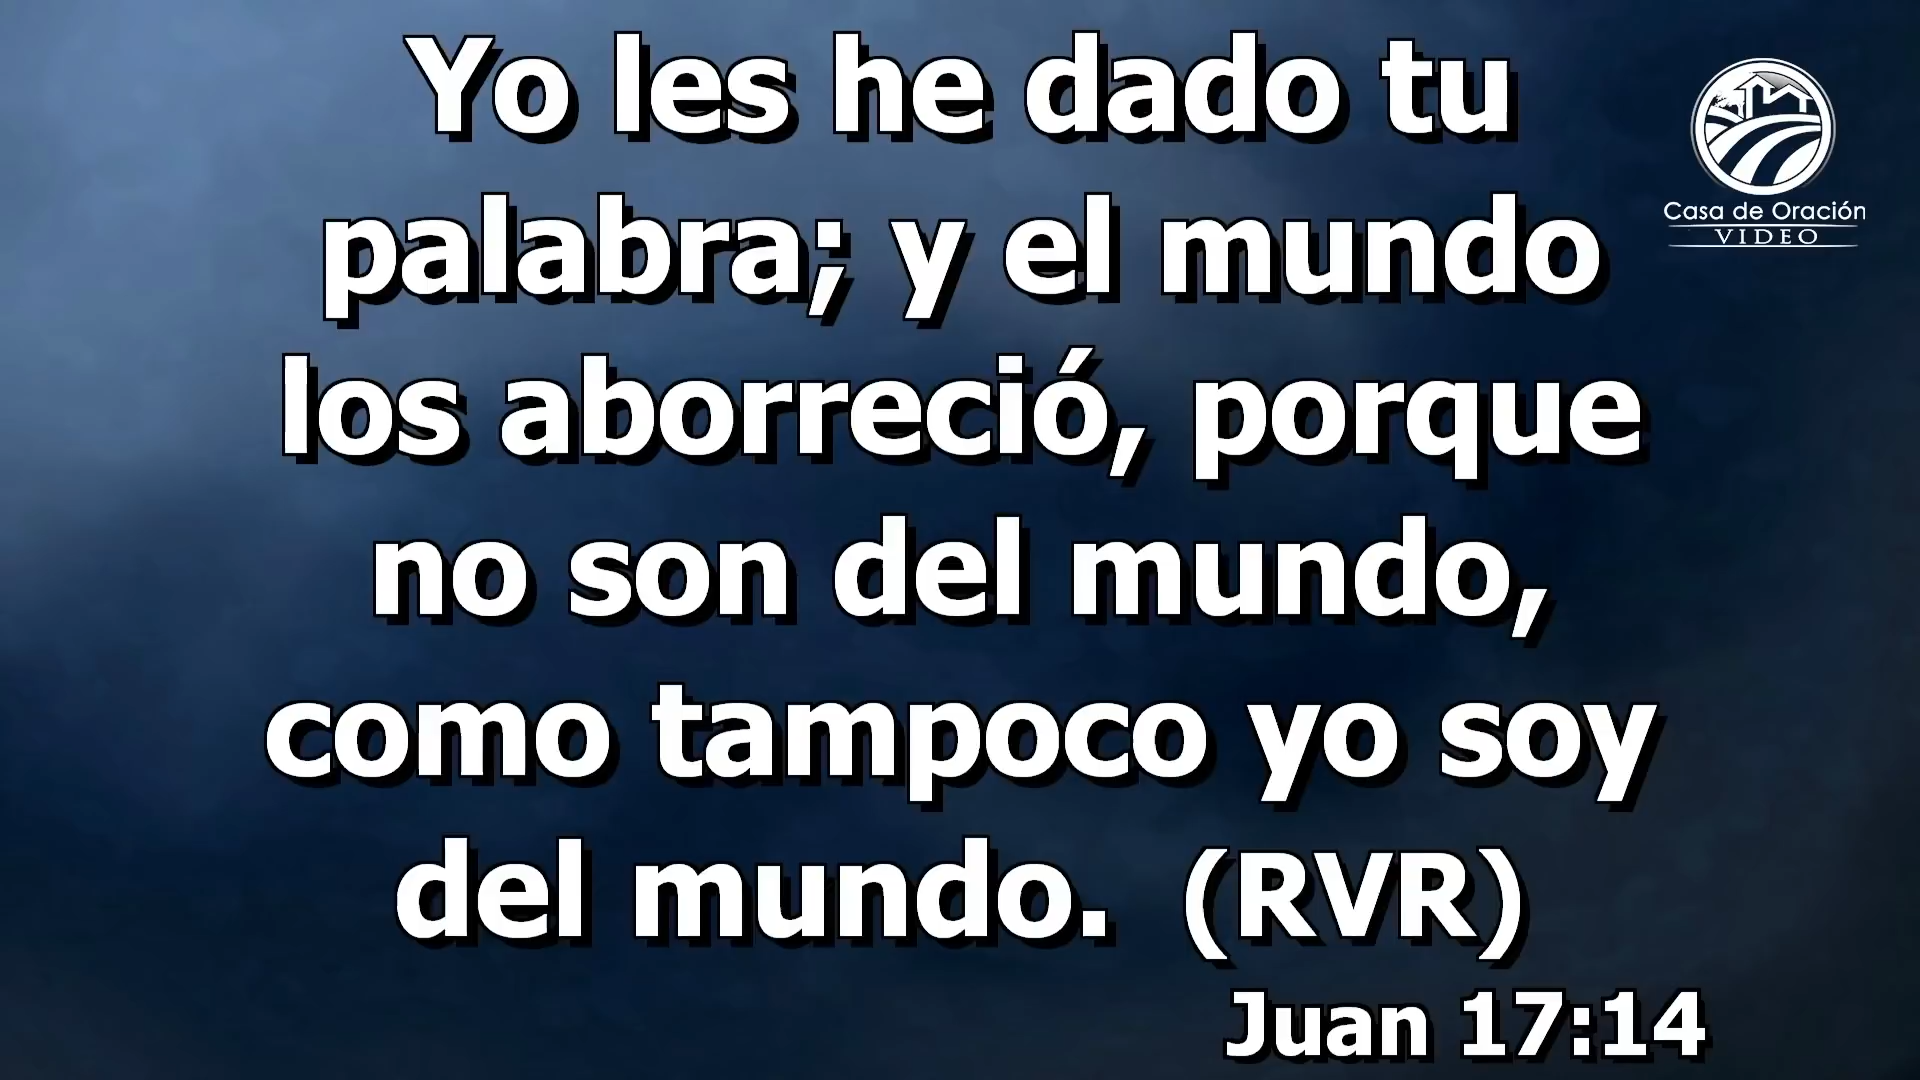 Yo les he dado tu
palabra; y el mundo
los aborreció, porque
no son del mundo,
como tampoco yo soy
del mundo.  (RVR)
Juan 17:14
Casa de Oración
VIDEO